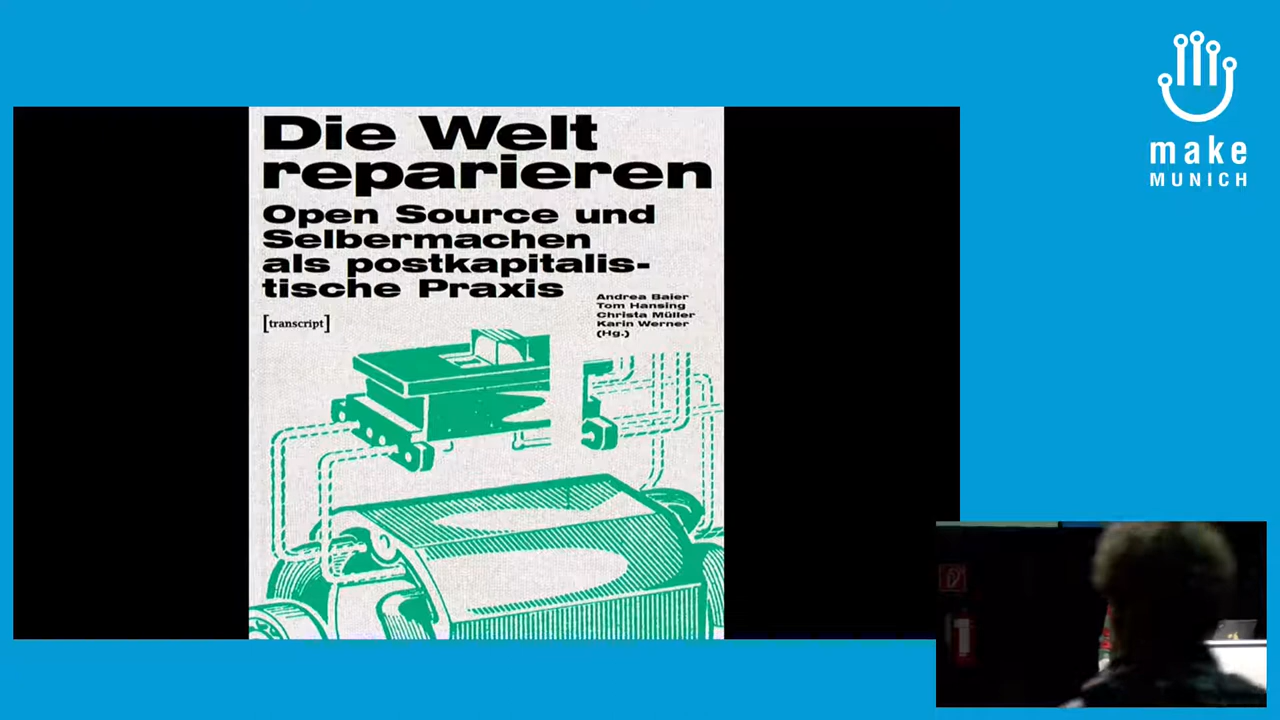 Die Welt
reparieren
Open Source und
Selbermachen
als postkapitalis-
tische Praxis
Andrea Baier
Tom Hansing
Christa Müller
Karin Werner
(Hg.)
[transcript]
make
MUNICH